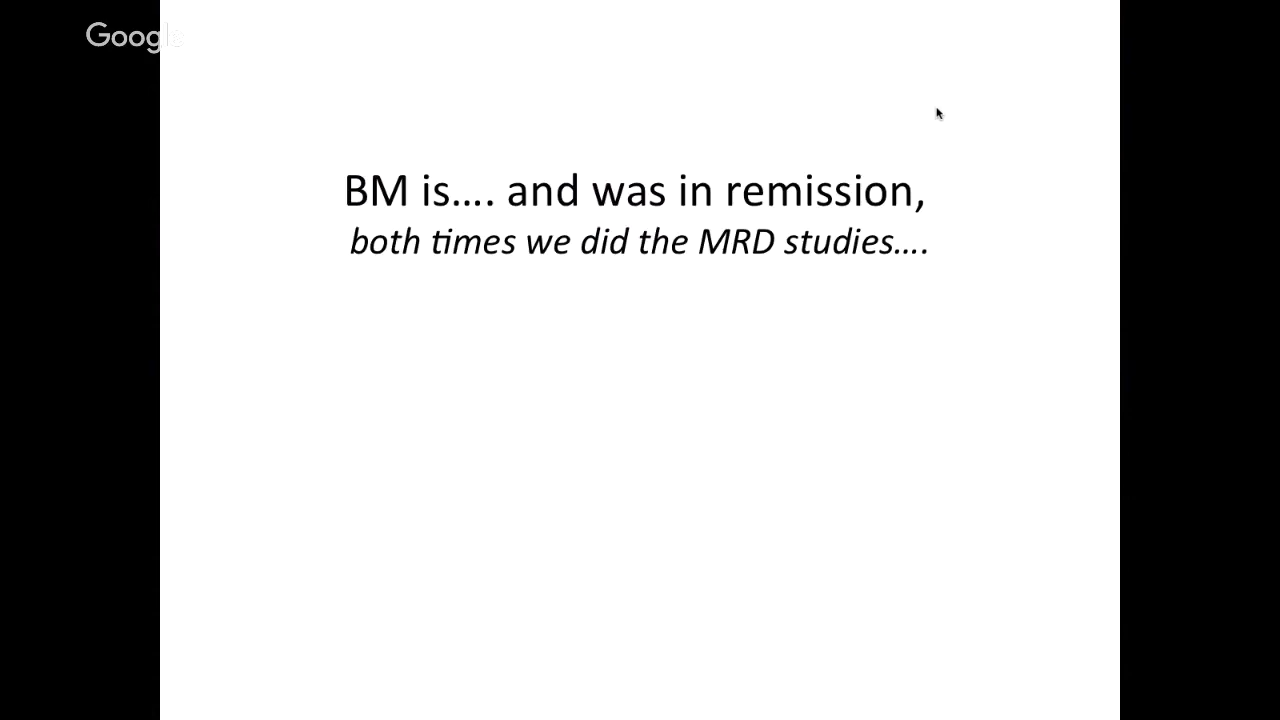 Google
BM is.... and was in remission,
both times we did the MRD studies....